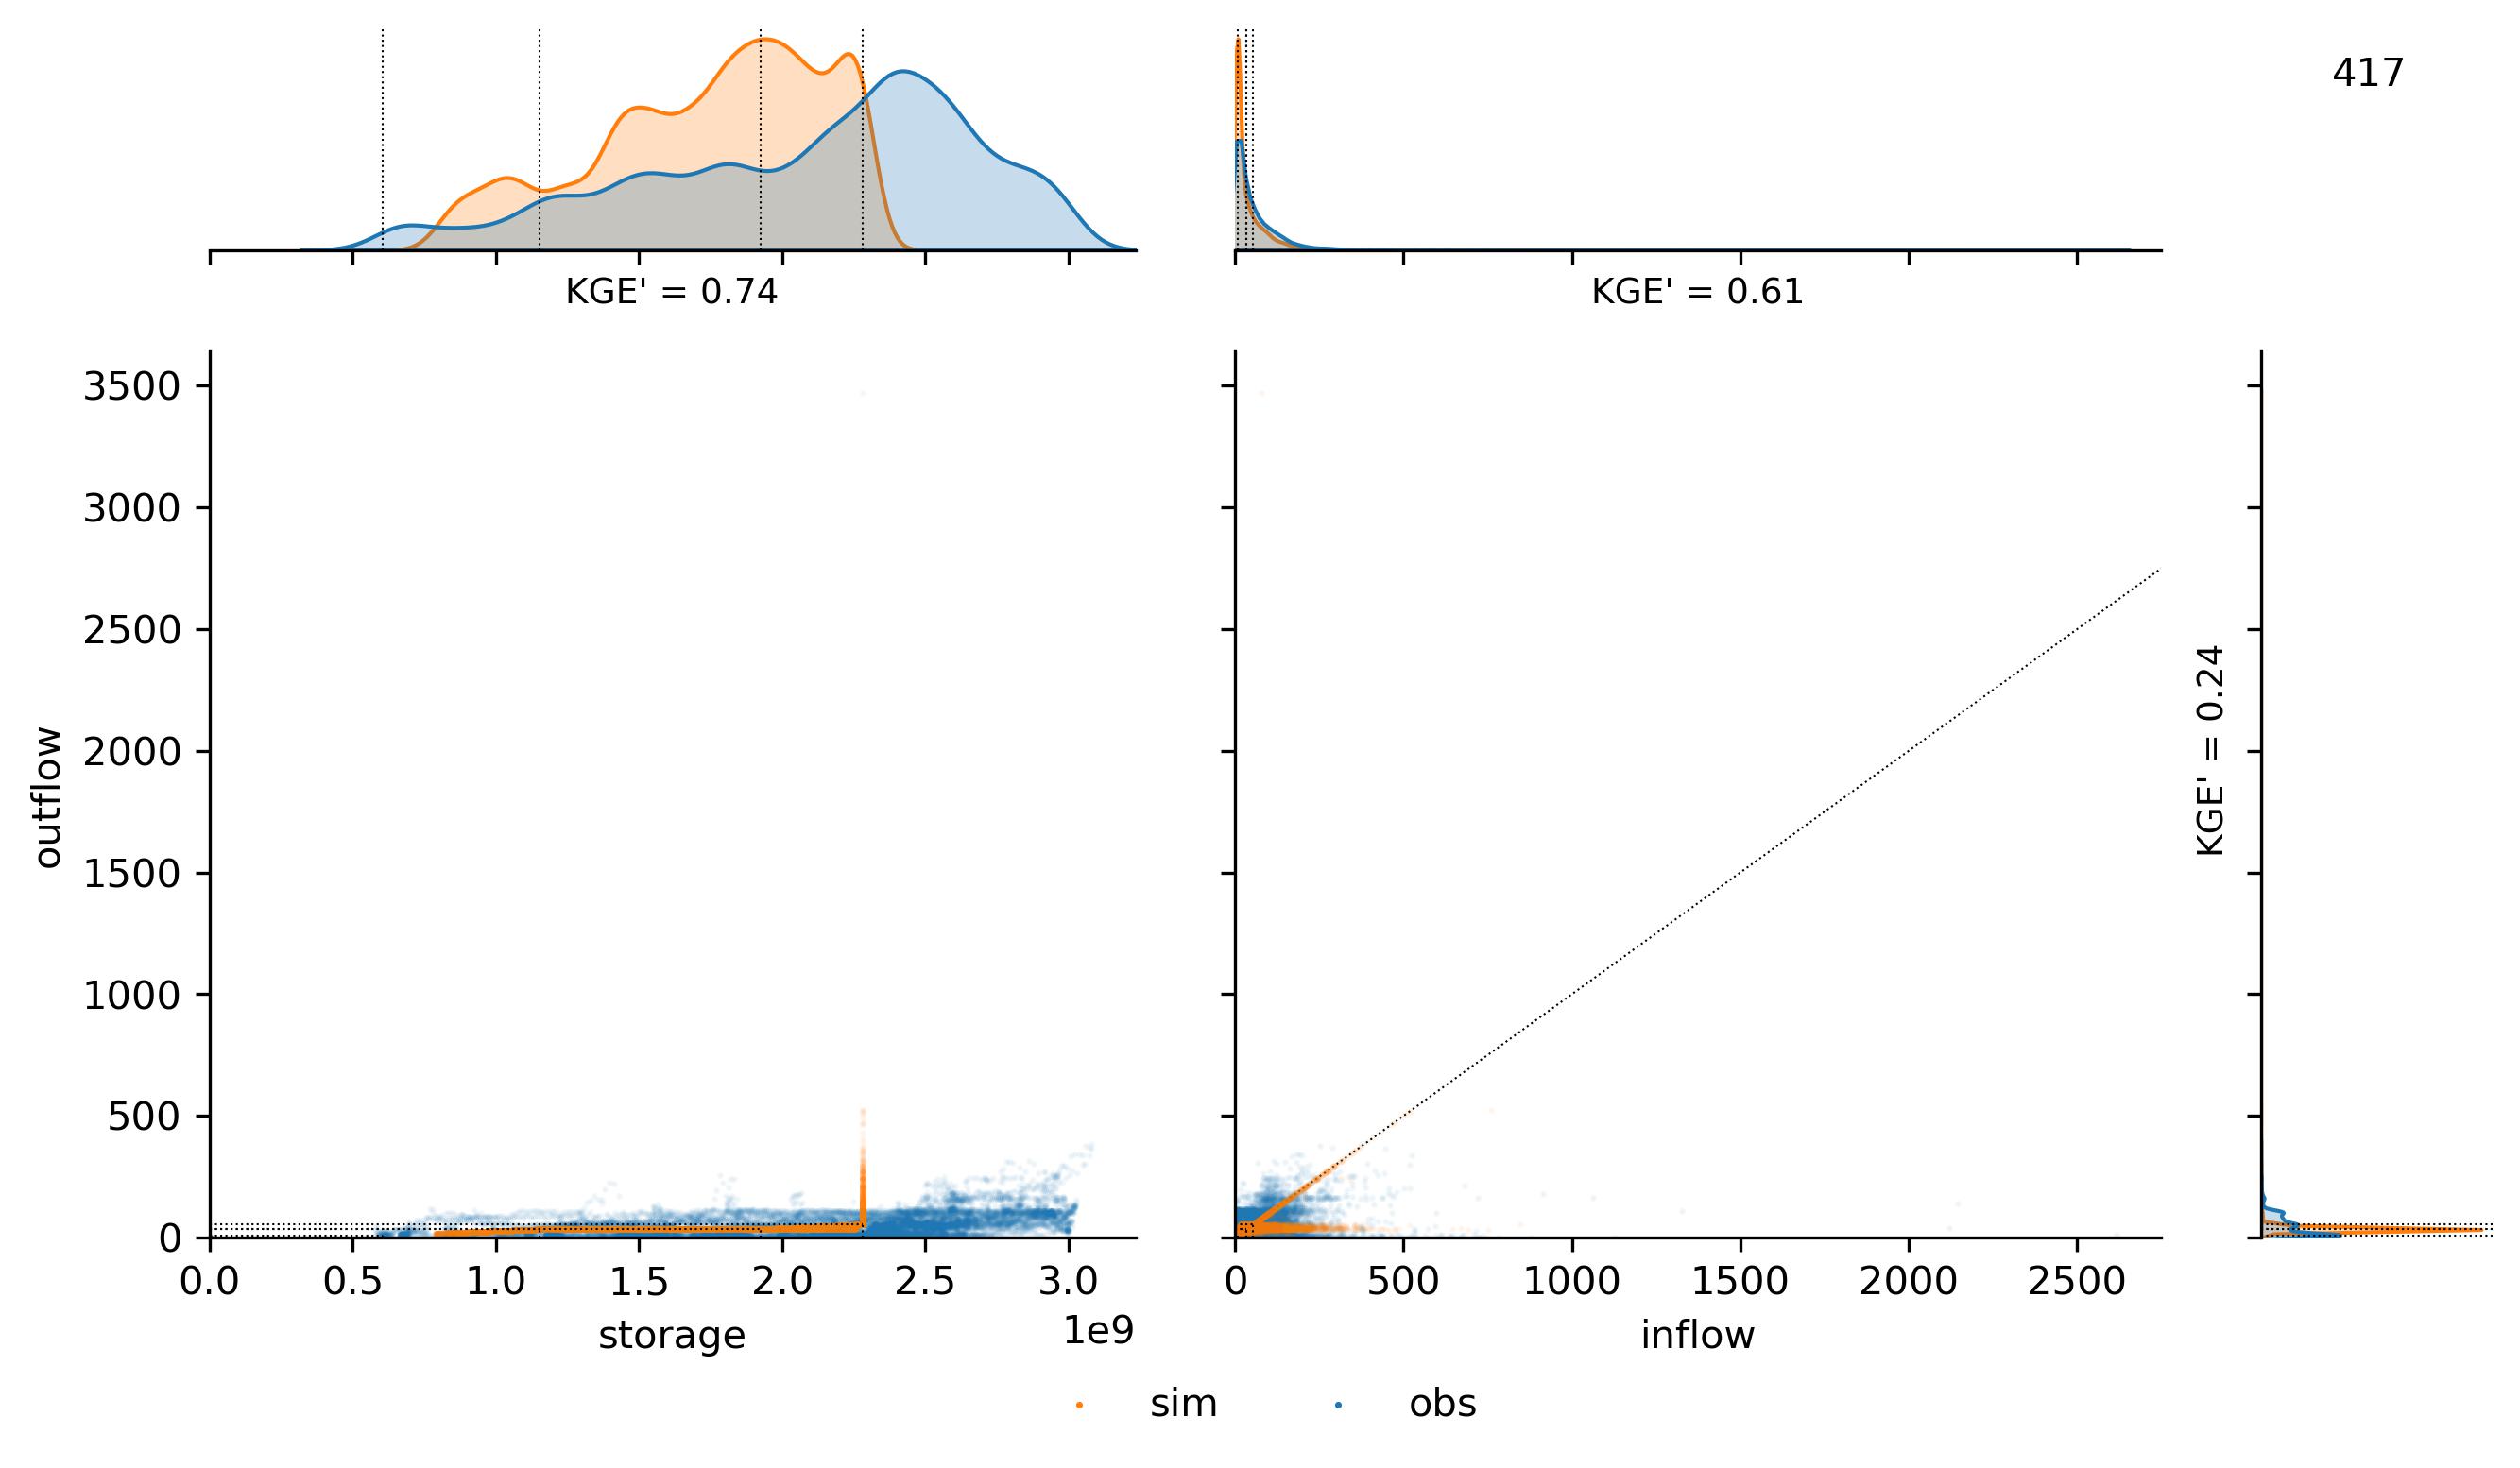 417
KGE' = 0.74
KGE' = 0.61
3500
3000
2500
2000
1500
1000
500
0
outflow
KGE' = 0.24
0.0 0.5 1.0 1.5 2.0 2.5 3.0
1e9
storage
0 500 1000 1500 2000 2500
inflow
sim obs